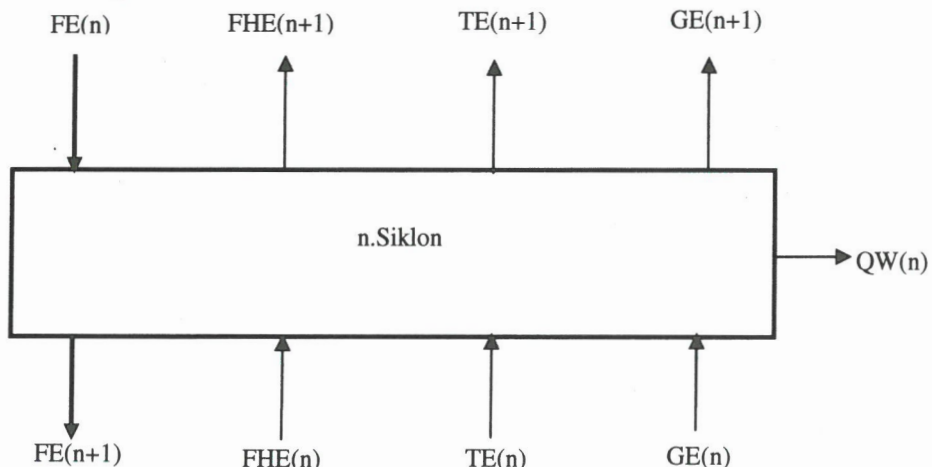 FE(n) FHE(n+1) TE(n+1) GE(n+1)
n.Siklon
QW(n)
FE(n+1) FHE(n) TE(n) GE(n)